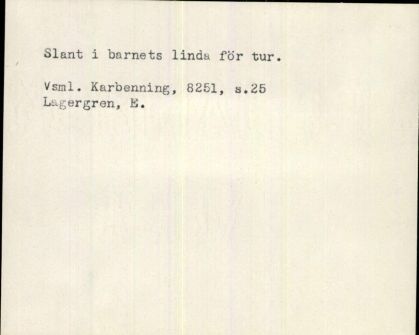 Slant i barnets linda för tur.
Vsml. Karbenning, 8251, s.25
Lagergren, E.